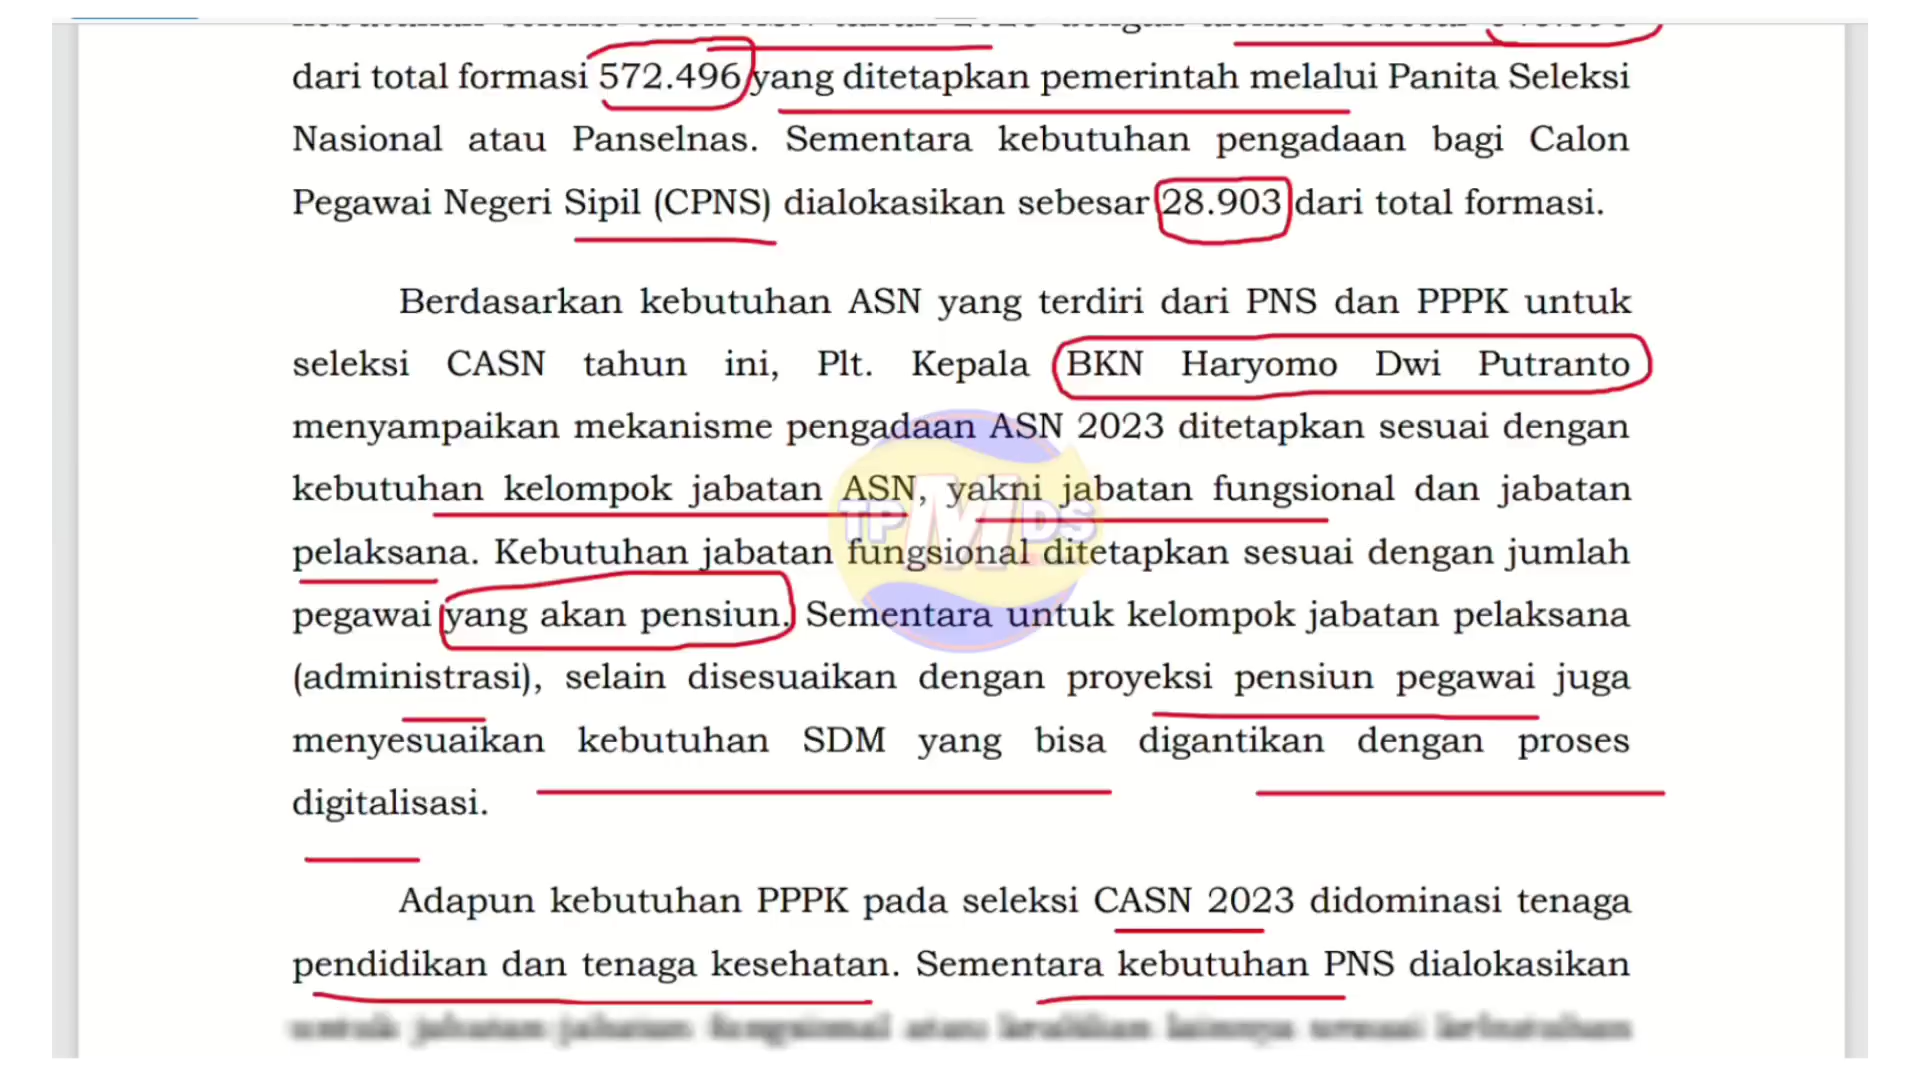 dari total formasi 572.496 yang ditetapkan pemerintah melalui Panita Seleksi
Nasional atau Panselnas. Sementara kebutuhan pengadaan bagi Calon
Pegawai Negeri Sipil (CPNS) dialokasikan sebesar 28.903 dari total formasi.
Berdasarkan kebutuhan ASN yang terdiri dari PNS dan PPPK untuk
seleksi CASN tahun ini, Plt. Kepala BKN Haryomo Dwi Putranto
menyampaikan mekanisme pengadaan ASN 2023 ditetapkan sesuai dengan
kebutuhan kelompok jabatan ASN, yakni jabatan fungsional dan jabatan
TPMDS
pelaksana. Kebutuhan jabatan fungsional ditetapkan sesuai dengan jumlah
pegawai yang akan pensiun. Sementara untuk kelompok jabatan pelaksana
(administrasi), selain disesuaikan dengan proyeksi pensiun pegawai juga
menyesuaikan kebutuhan SDM yang bisa digantikan dengan proses
digitalisasi.
Adapun kebutuhan PPPK pada seleksi CASN 2023 didominasi tenaga
pendidikan dan tenaga kesehatan. Sementara kebutuhan PNS dialokasikan